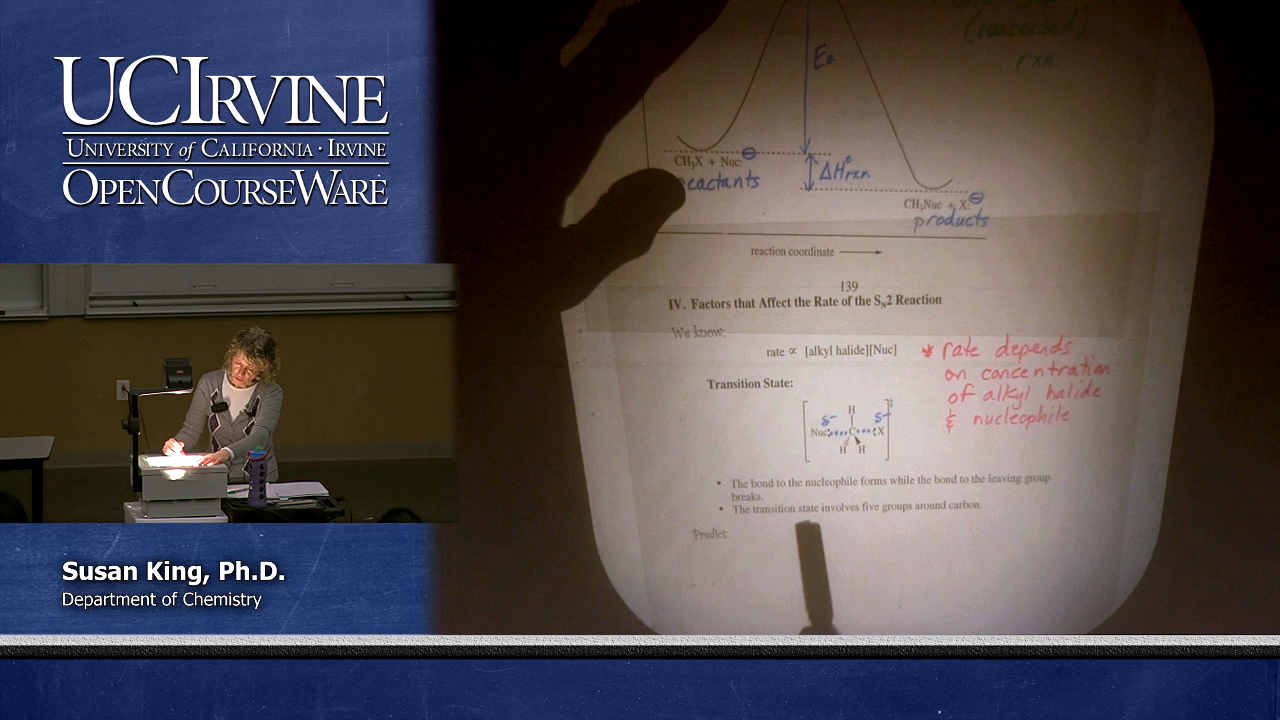 UCIRVINE
UNIVERSITY of CALIFORNIA · IRVINE
OPENCOURSEWARE
Susan King, Ph.D.
Department of Chemistry
(concerted)
rxn
Ea
CH₃X + Nuc:⊖
reactants
ΔH°rxn
CH₃Nuc + X:⊖
products
reaction coordinate →
139
IV. Factors that Affect the Rate of the SN2 Reaction
We know:
rate ∝ [alkyl halide][Nuc]
* rate depends
on concentration
of alkyl halide
& nucleophile
Transition State:
H
δ- δ- ‡
Nuc C X
H H
• The bond to the nucleophile forms while the bond to the leaving group
breaks.
• The transition state involves five groups around carbon.
Predict: